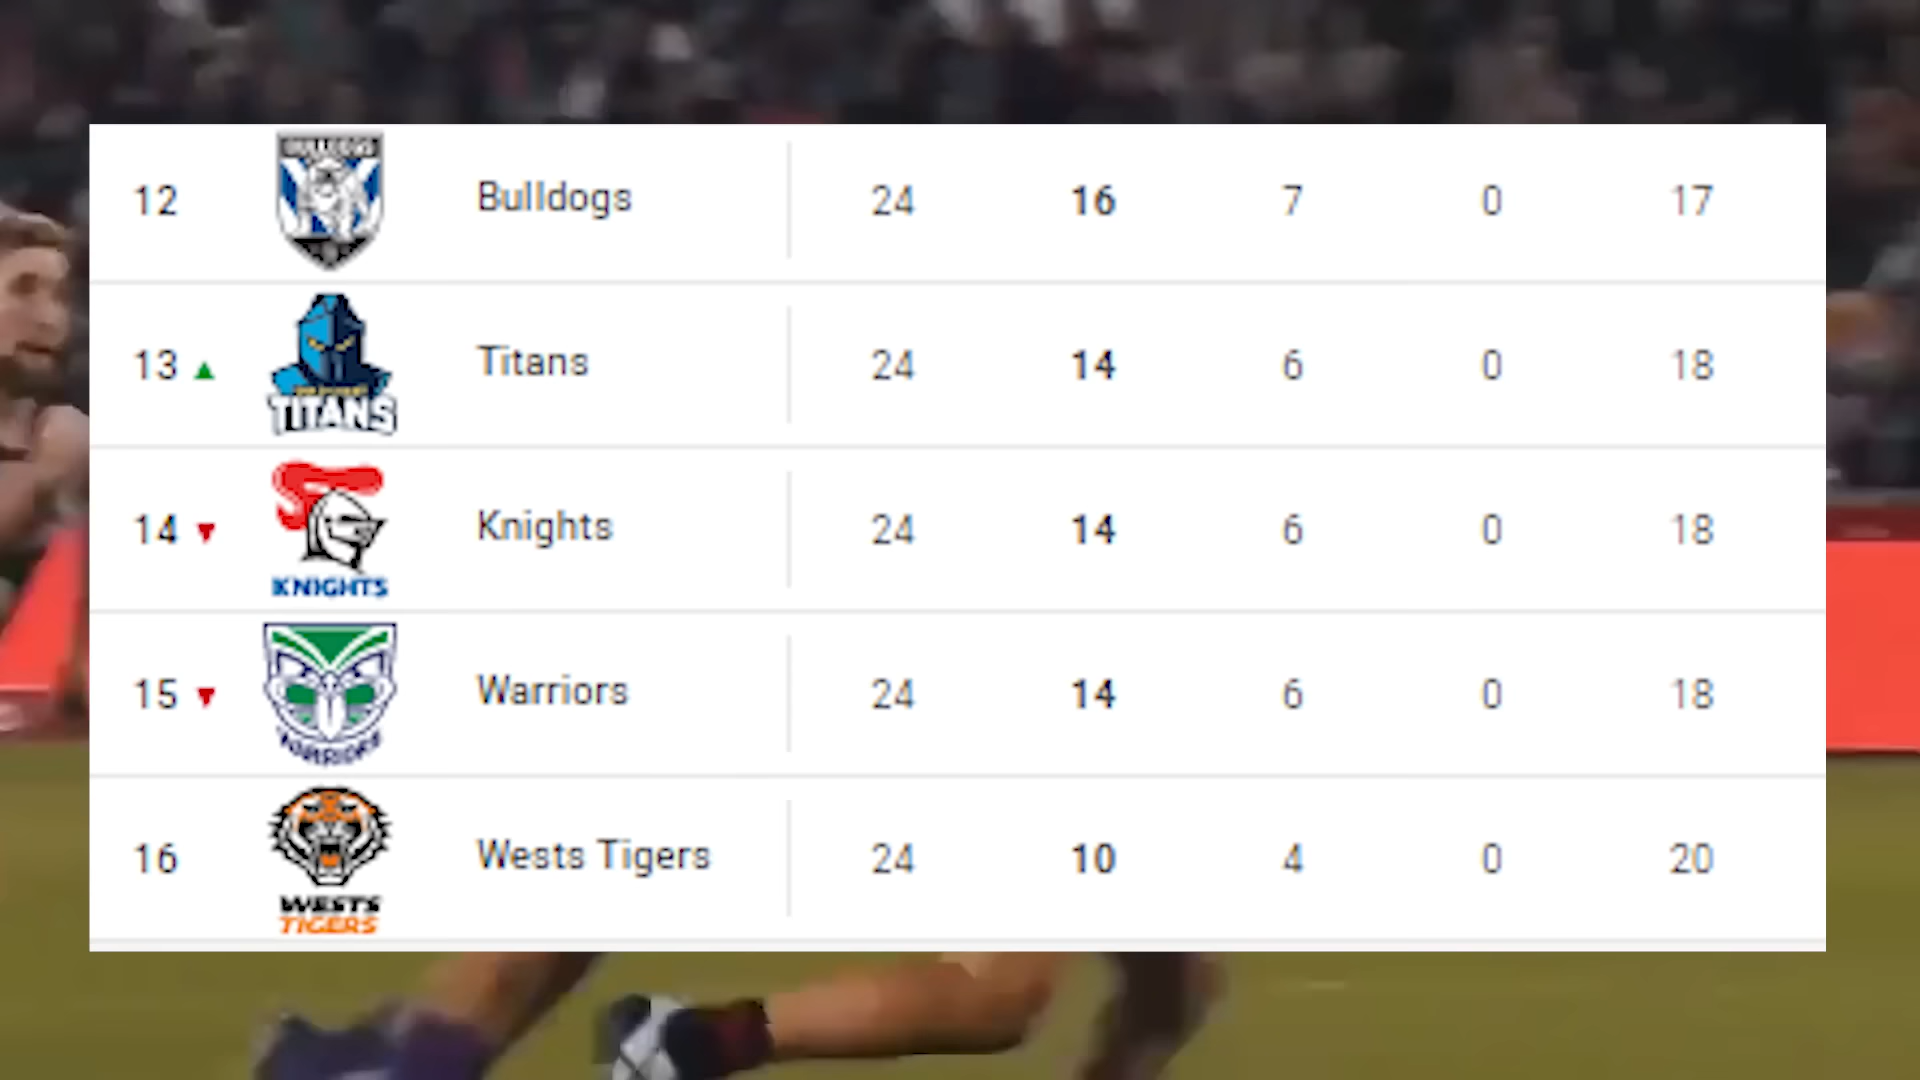 BULLDOGS
12 Bulldogs 24 16 7 0 17
13 ▲ Titans 24 14 6 0 18
TITANS
14 ▼ Knights 24 14 6 0 18
KNIGHTS
15 ▼ Warriors 24 14 6 0 18
WARRIORS
16 Wests Tigers 24 10 4 0 20
WESTS
TIGERS